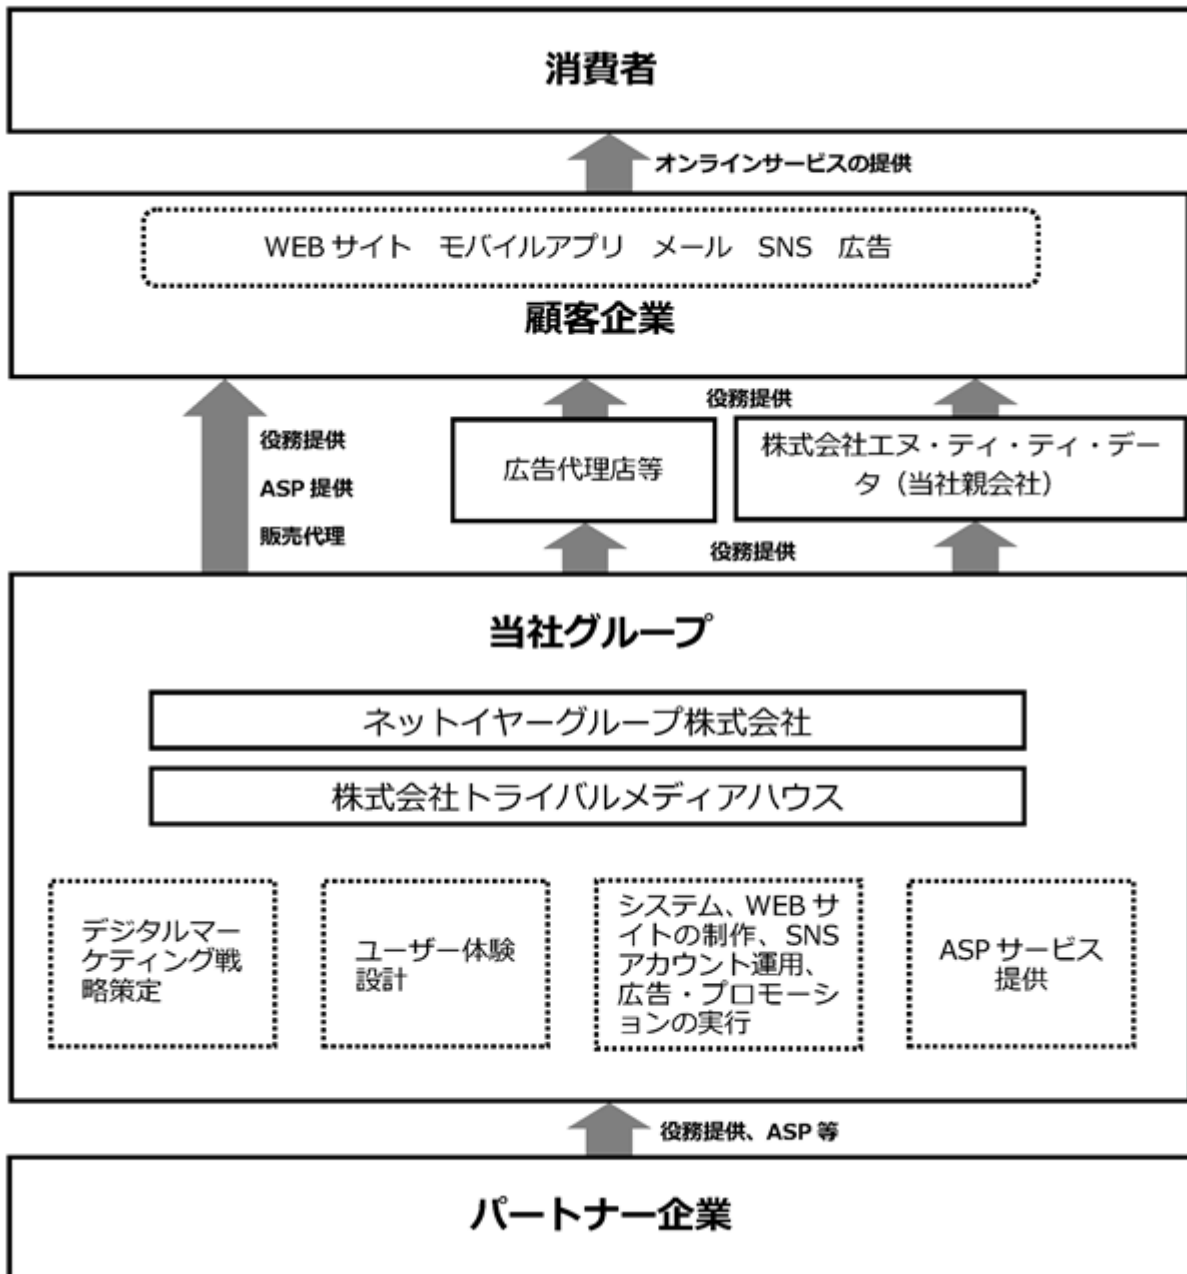 消費者
オンラインサービスの提供
WEB サイト　モバイルアプリ　メール　SNS　広告
顧客企業
役務提供
ASP 提供
販売代理
役務提供
広告代理店等
株式会社エヌ・ティ・ティ・デー
タ（当社親会社）
役務提供
当社グループ
ネットイヤーグループ株式会社
株式会社トライバルメディアハウス
デジタルマー
ケティング戦
略策定
ユーザー体験
設計
システム、WEB サ
イトの制作、SNS
アカウント運用、
広告・プロモーシ
ョンの実行
ASP サービス
提供
役務提供、ASP 等
パートナー企業